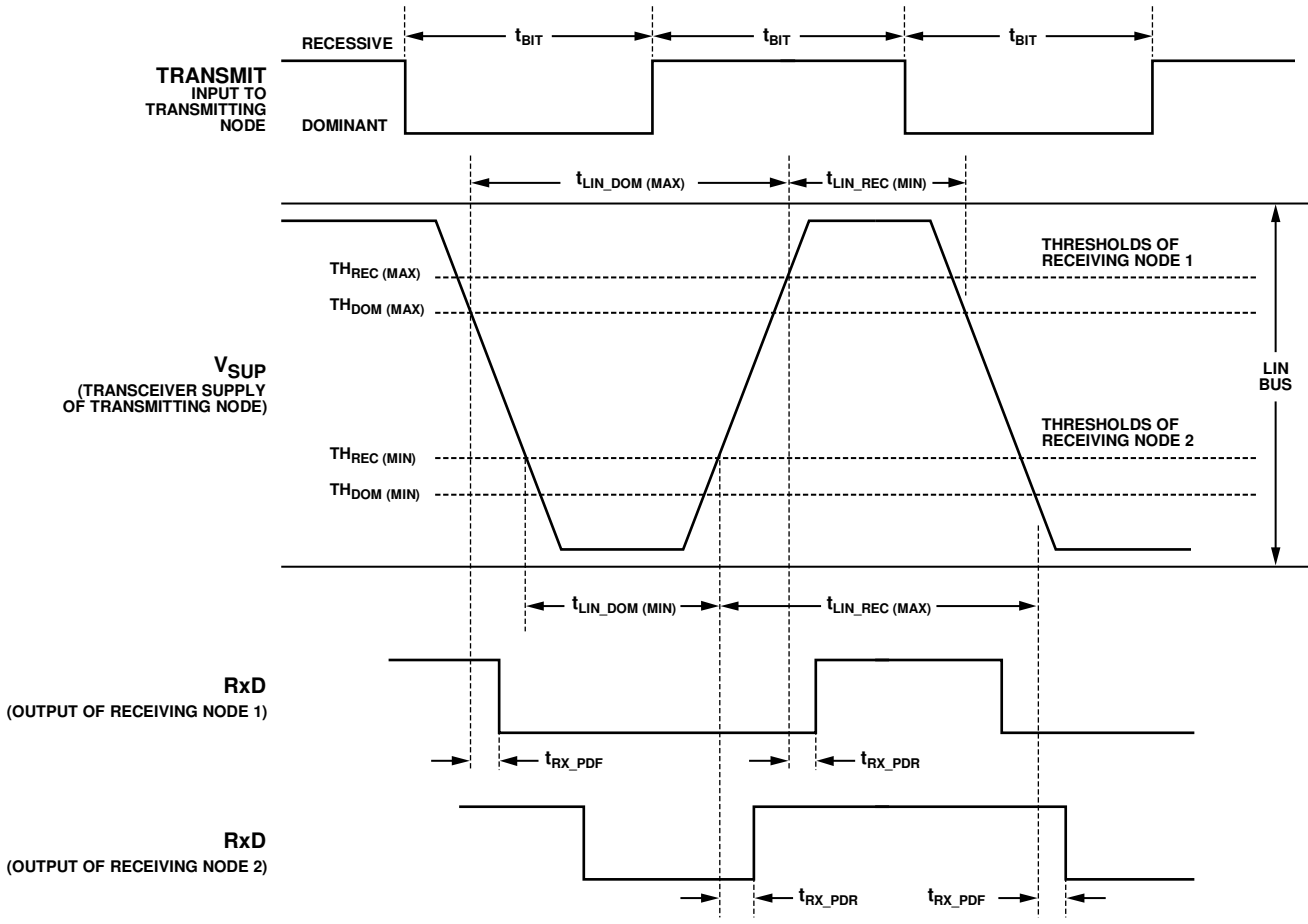 tBIT
tBIT
tBIT
RECESSIVE
TRANSMIT
INPUT TO
TRANSMITTING
NODE
DOMINANT
tLIN_DOM (MAX)
tLIN_REC (MIN)
THRESHOLDS OF
RECEIVING NODE 1
THREC (MAX)
THDOM (MAX)
VSUP
(TRANSCEIVER SUPPLY
OF TRANSMITTING NODE)
LIN
BUS
THRESHOLDS OF
RECEIVING NODE 2
THREC (MIN)
THDOM (MIN)
tLIN_DOM (MIN)
tLIN_REC (MAX)
RxD
(OUTPUT OF RECEIVING NODE 1)
tRX_PDF
tRX_PDR
RxD
(OUTPUT OF RECEIVING NODE 2)
tRX_PDR
tRX_PDF